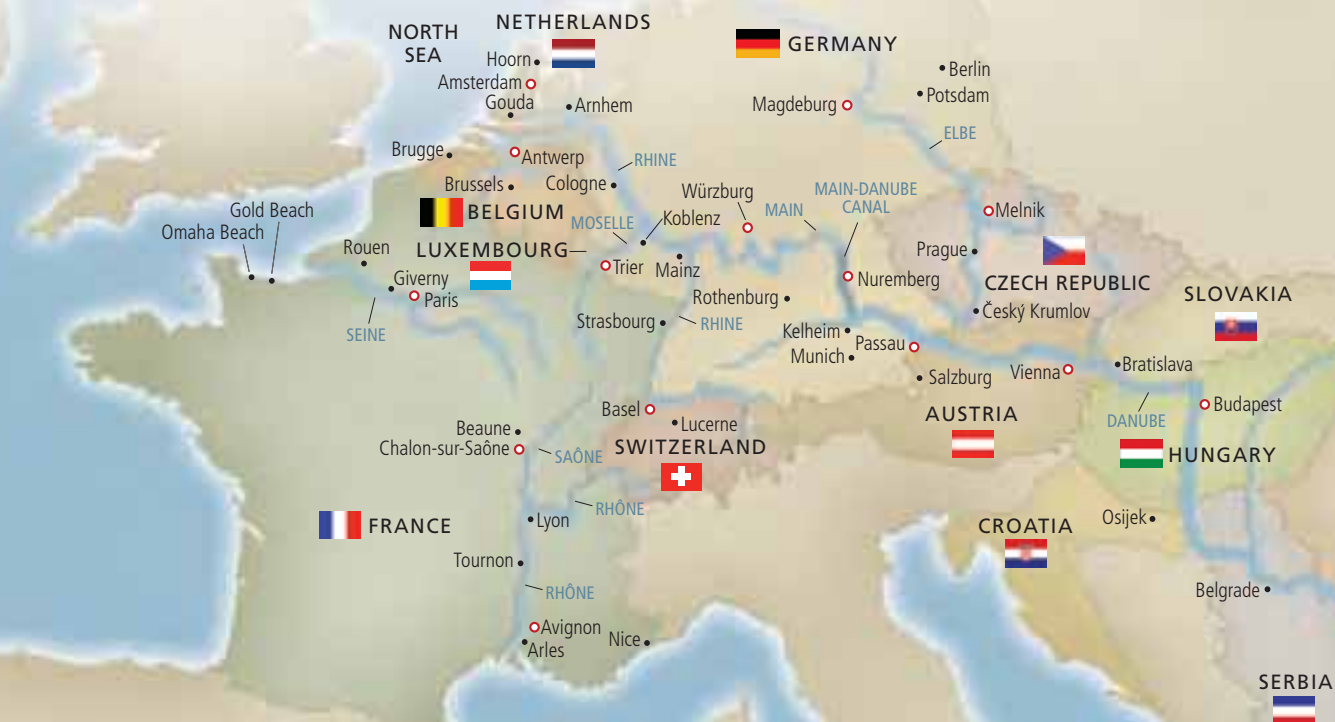 NORTH
SEA
NETHERLANDS
GERMANY
Hoorn
Amsterdam
Gouda
Arnhem
Berlin
Potsdam
Magdeburg
ELBE
Brugge
Antwerp
RHINE
Brussels
Cologne
BELGIUM
Würzburg
MAIN-DANUBE
CANAL
MAIN
Melnik
Gold Beach
Omaha Beach
MOSELLE
Koblenz
LUXEMBOURG
Rouen
Trier
Mainz
Prague
CZECH REPUBLIC
Giverny
Paris
Nuremberg
SLOVAKIA
Rothenburg
Český Krumlov
SEINE
Strasbourg
RHINE
Kelheim
Munich
Passau
Salzburg
Vienna
Bratislava
Basel
Lucerne
AUSTRIA
DANUBE
Budapest
Beaune
Chalon-sur-Saône
SAÔNE
SWITZERLAND
HUNGARY
RHÔNE
Lyon
FRANCE
CROATIA
Osijek
Tournon
RHÔNE
Belgrade
Avignon
Arles
Nice
SERBIA